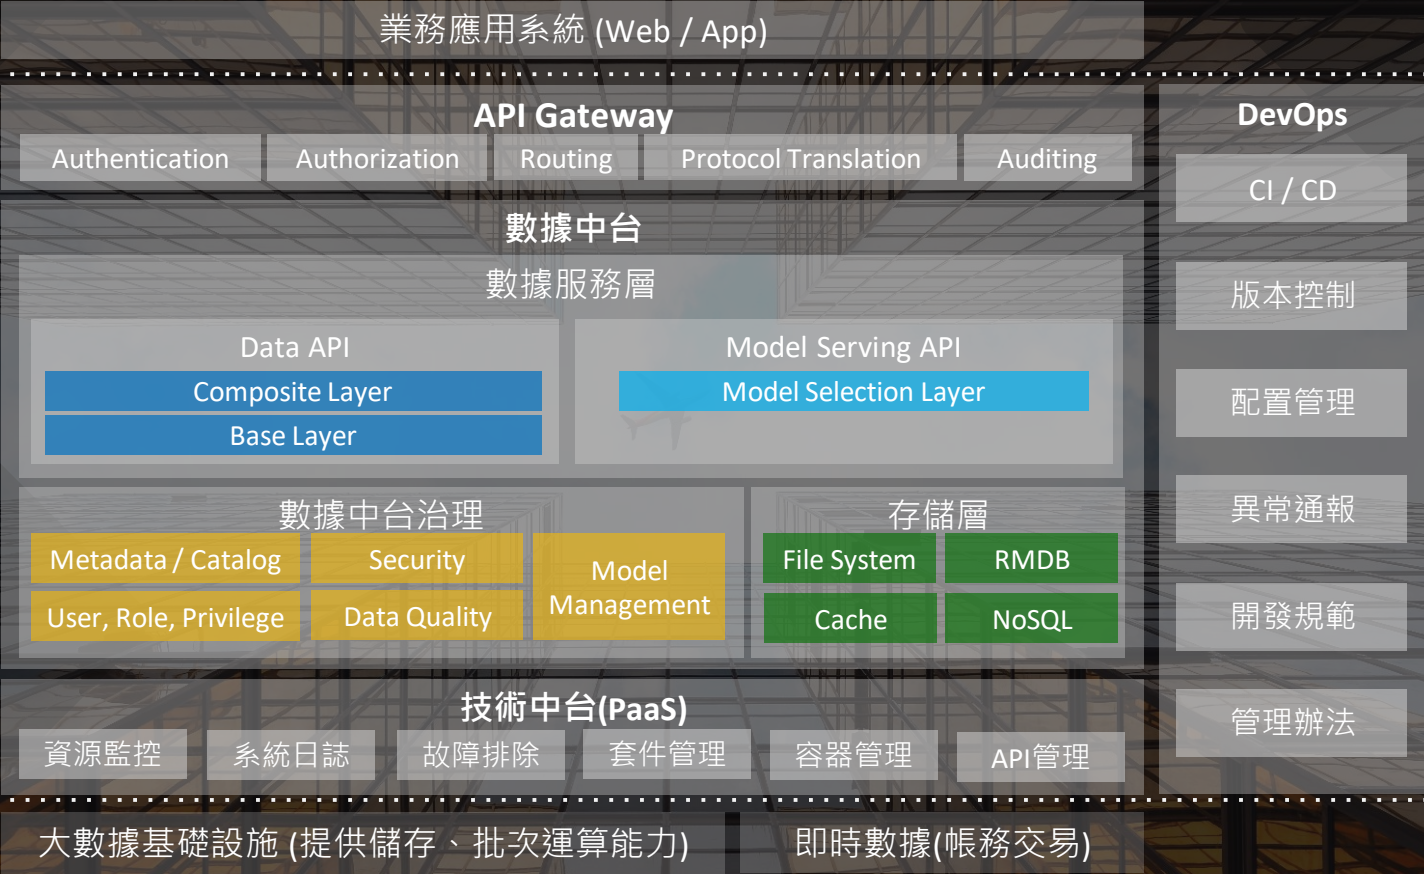 業務應用系統 (Web / App)
API Gateway
Authentication
Authorization
Routing
Protocol Translation
Auditing
數據中台
數據服務層
Data API
Composite Layer
Base Layer
Model Serving API
Model Selection Layer
數據中台治理
Metadata / Catalog
Security
Model
Management
User, Role, Privilege
Data Quality
存儲層
File System
RMDB
Cache
NoSQL
技術中台(PaaS)
資源監控
系統日誌
故障排除
套件管理
容器管理
API管理
DevOps
CI / CD
版本控制
配置管理
異常通報
開發規範
管理辦法
大數據基礎設施 (提供儲存、批次運算能力)
即時數據(帳務交易)